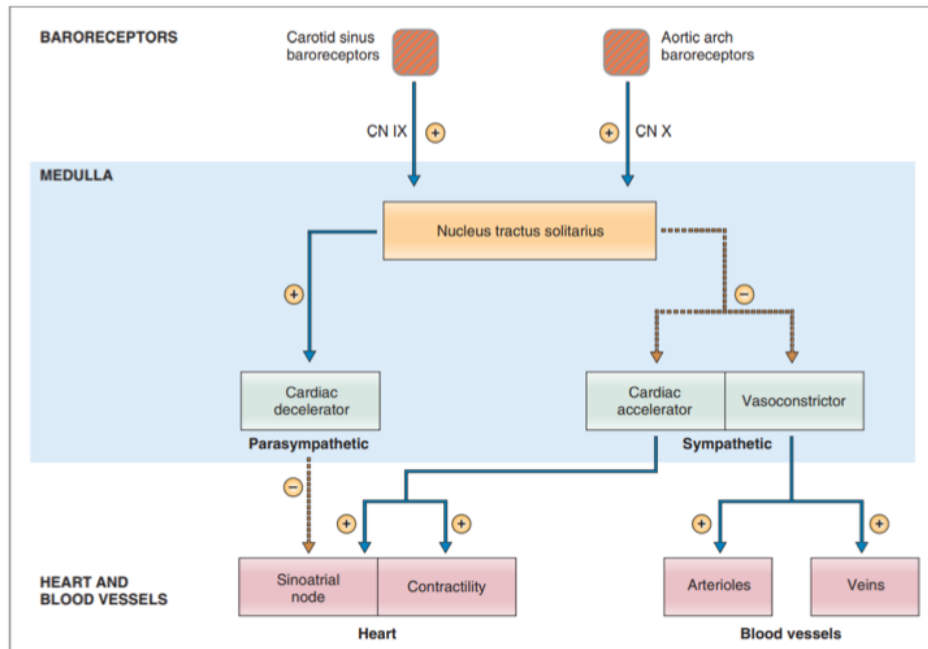 BARORECEPTORS
Carotid sinus
baroreceptors
Aortic arch
baroreceptors
CN IX
+
+
CN X
MEDULLA
Nucleus tractus solitarius
+
−
Cardiac
decelerator
Parasympathetic
Cardiac
accelerator
Vasoconstrictor
Sympathetic
−
+
+
+
+
HEART AND
BLOOD VESSELS
Sinoatrial
node
Contractility
Heart
Arterioles
Veins
Blood vessels